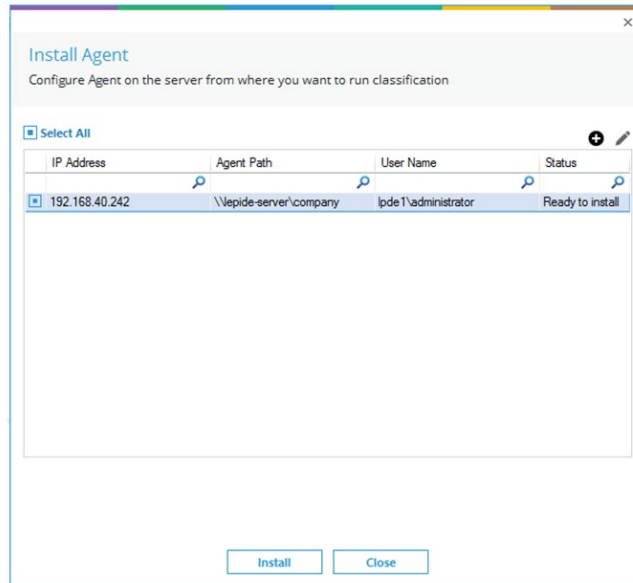 Install Agent
Configure Agent on the server from where you want to run classification
Select All
IP Address Agent Path User Name Status
192.168.40.242 \\lepide-server\company lpde1\administrator Ready to install
Install Close